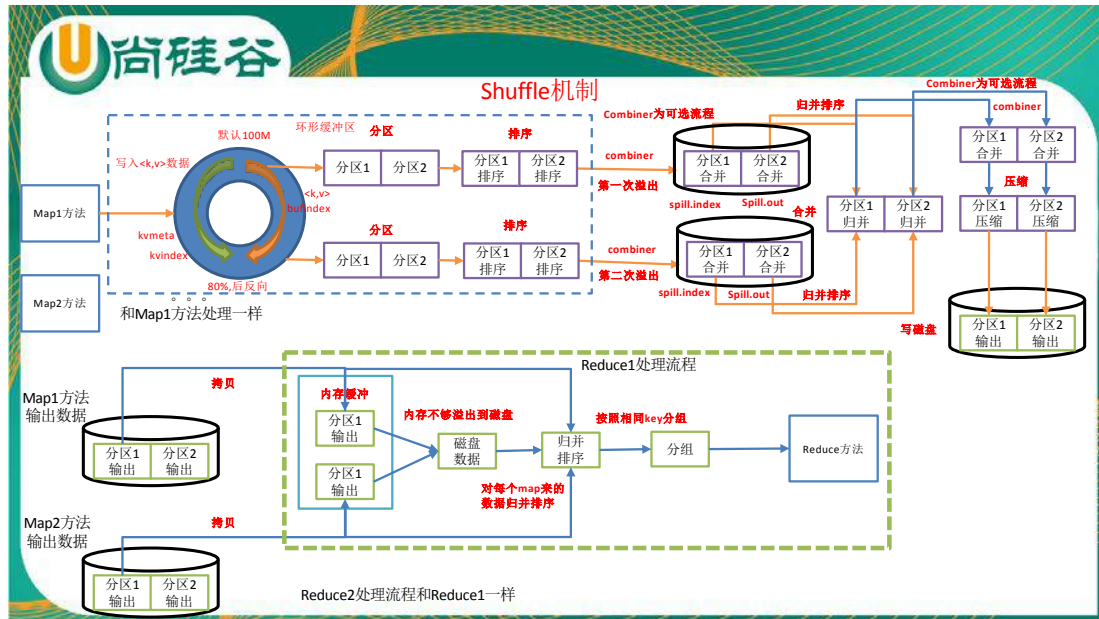 尚硅谷
Shuffle机制
Combiner为可选流程
归并排序
Combiner为可选流程
combiner
默认100M
环形缓冲区
分区
排序
写入<k,v>数据
分区1
分区2
分区1
排序
分区2
排序
combiner
第一次溢出
分区1
合并
分区2
合并
分区1
合并
分区2
合并
压缩
Map1方法
<k,v>
bufindex
kvmeta
kvindex
spill.index
Spill.out
合并
分区1
归并
分区2
归并
分区1
压缩
分区2
压缩
分区
排序
分区1
分区2
分区1
排序
分区2
排序
combiner
第二次溢出
分区1
合并
分区2
合并
spill.index
Spill.out
归并排序
80%,后反向
Map2方法
。。。
和Map1方法处理一样
写磁盘
分区1
输出
分区2
输出
Reduce1处理流程
Map1方法
输出数据
拷贝
分区1
输出
分区2
输出
内存缓冲
分区1
输出
分区1
输出
内存不够溢出到磁盘
磁盘
数据
归并
排序
对每个map来的
数据归并排序
按照相同key分组
分组
Reduce方法
Map2方法
输出数据
拷贝
分区1
输出
分区2
输出
Reduce2处理流程和Reduce1一样